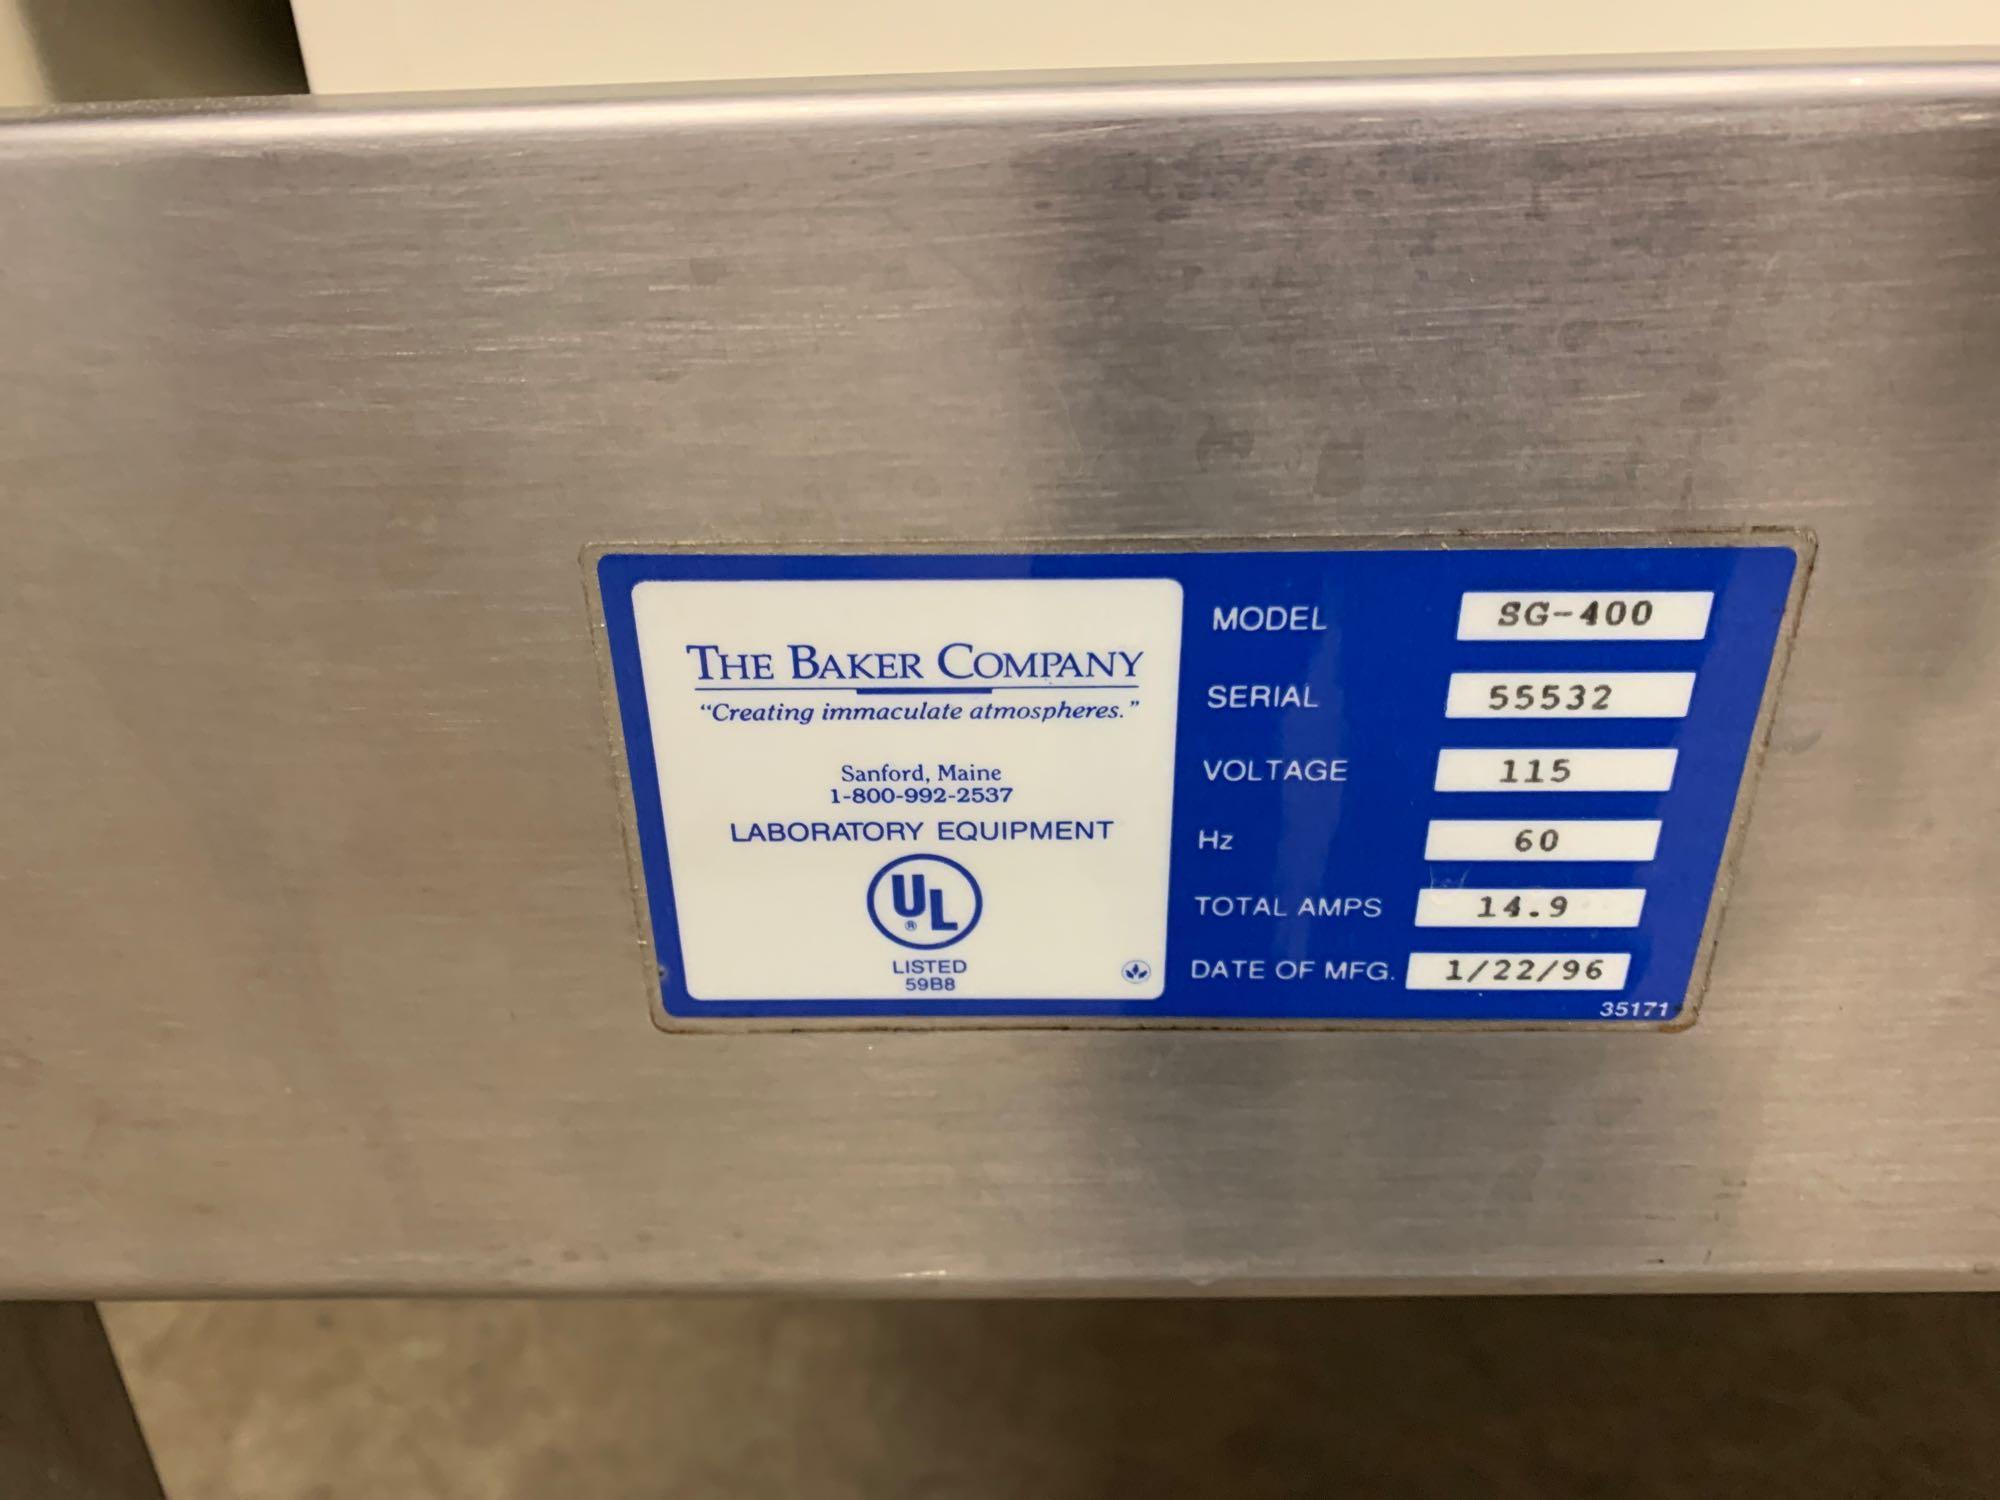 THE BAKER COMPANY
"Creating immaculate atmospheres."
Sanford, Maine
1-800-992-2537
LABORATORY EQUIPMENT
UL
®
LISTED
59B8
MODEL SG-400
SERIAL 55532
VOLTAGE 115
Hz 60
TOTAL AMPS 14.9
DATE OF MFG. 1/22/96
35171